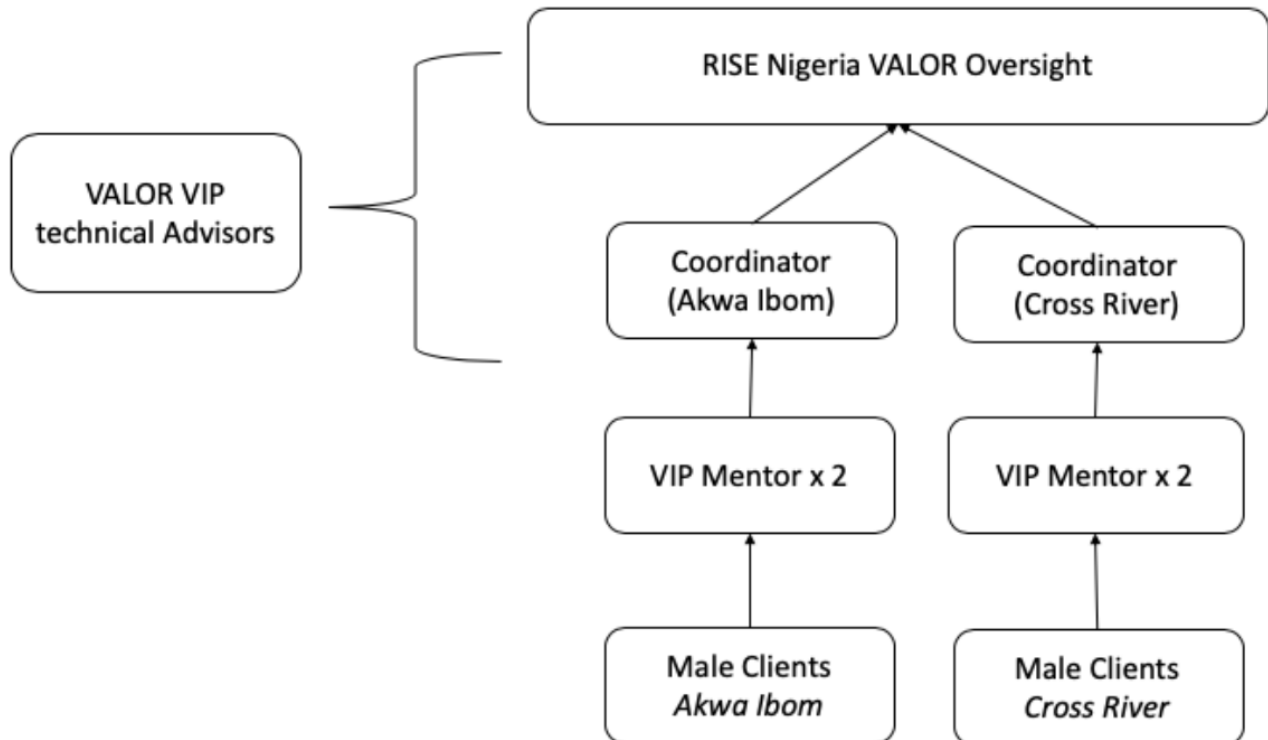 RISE Nigeria VALOR Oversight
VALOR VIP
technical Advisors
Coordinator
(Akwa Ibom)
Coordinator
(Cross River)
VIP Mentor x 2
VIP Mentor x 2
Male Clients
Akwa Ibom
Male Clients
Cross River